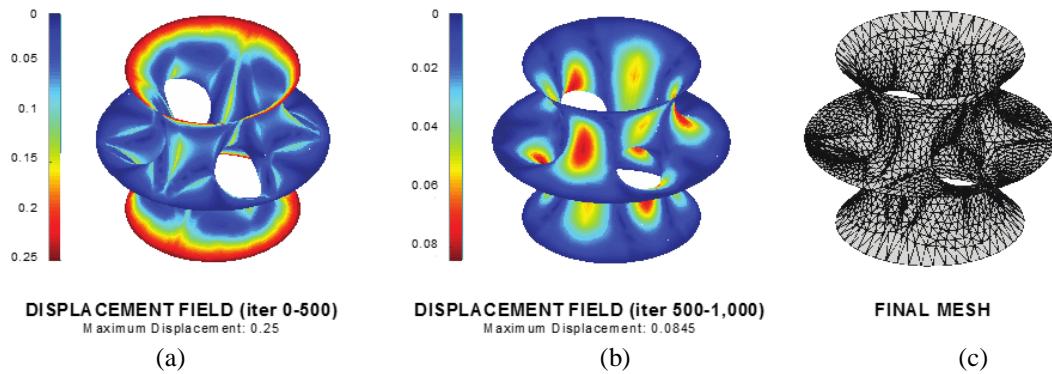 0
0.05
0.1
0.15
0.2
0.25
DISPLACEMENT FIELD (iter 0-500)
Maximum Displacement: 0.25
(a)
0
0.02
0.04
0.06
0.08
DISPLACEMENT FIELD (iter 500-1,000)
Maximum Displacement: 0.0845
(b)
FINAL MESH
(c)